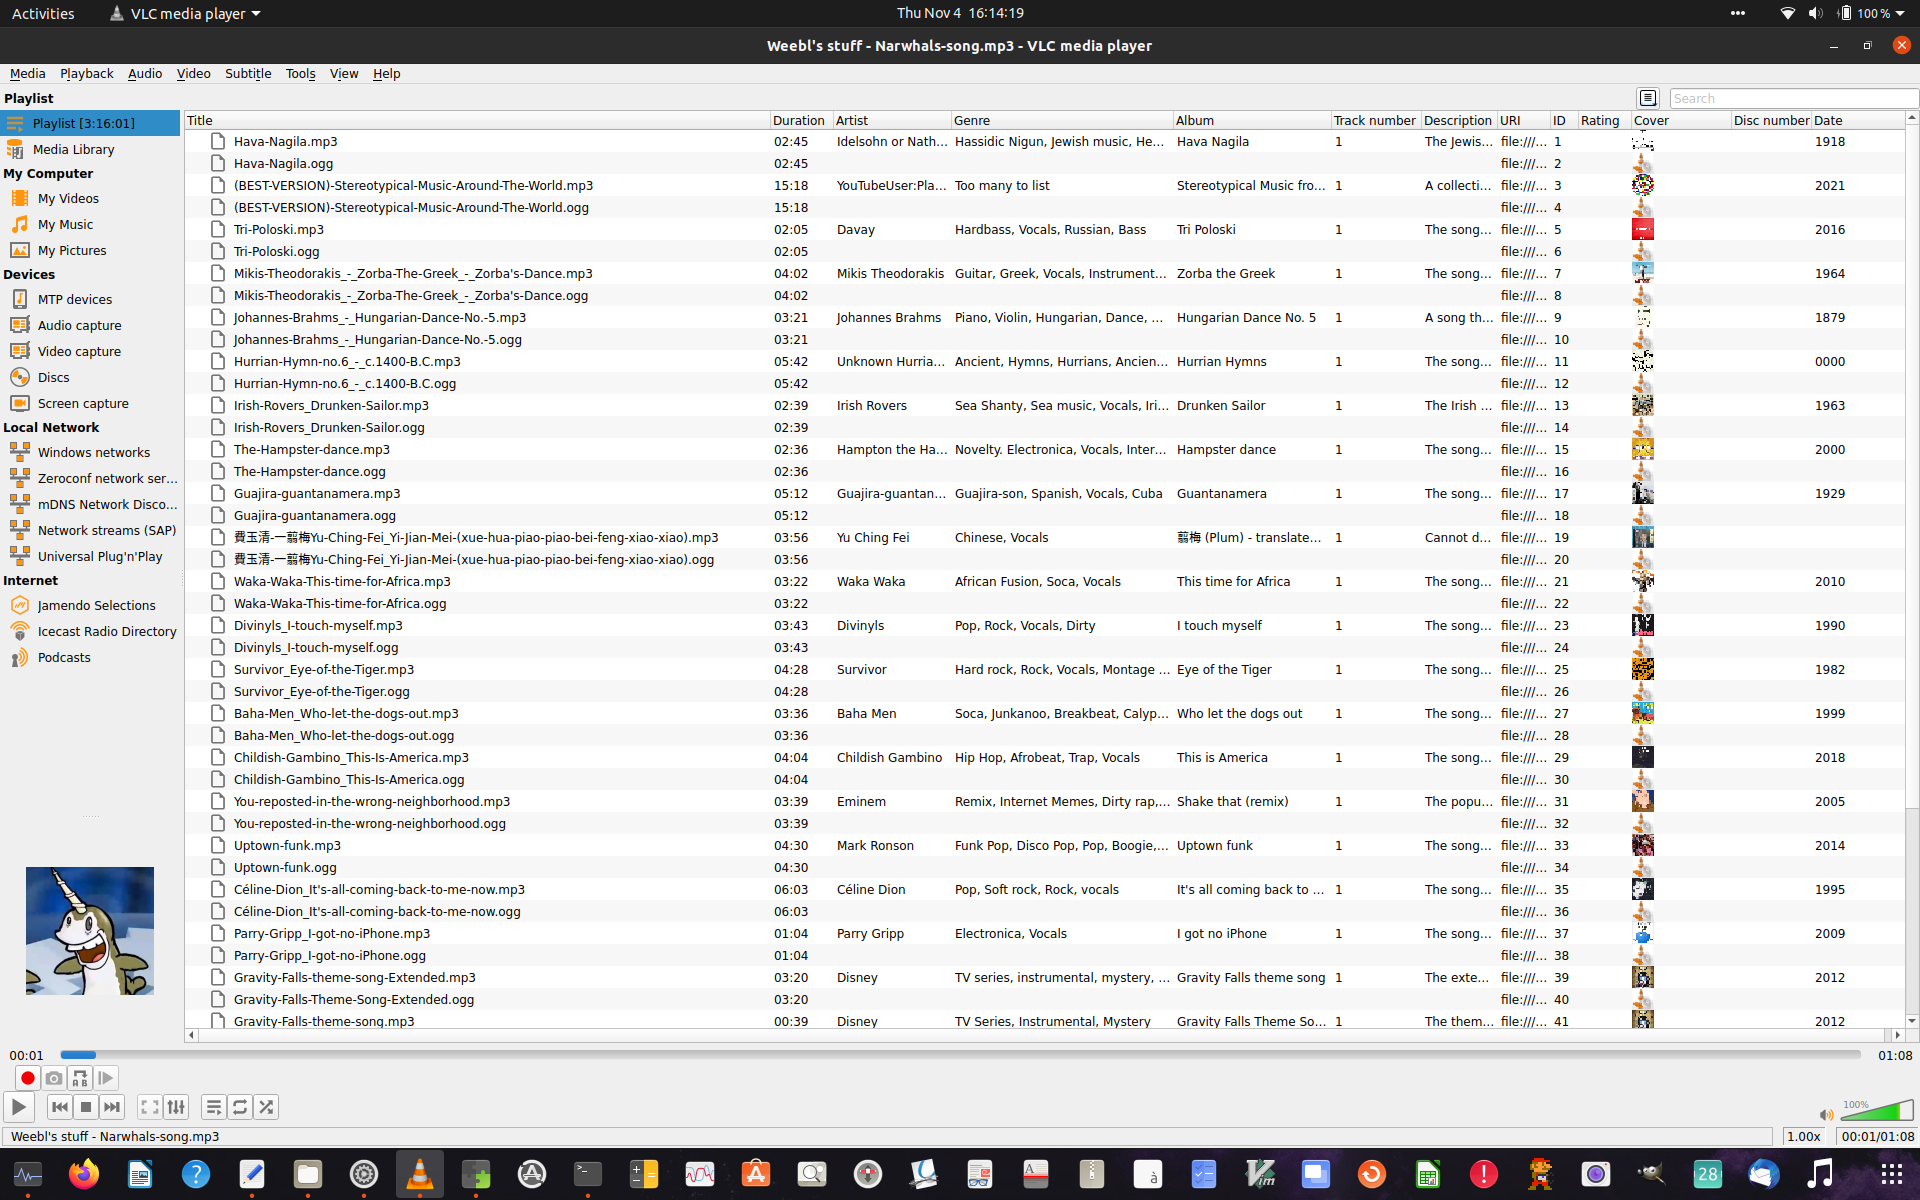 Activities VLC media player Thu Nov 4 16:14:19 100 %
Weebl's stuff - Narwhals-song.mp3 - VLC media player
Media Playback Audio Video Subtitle Tools View Help
Playlist Search
Playlist [3:16:01]
Media Library
My Computer
My Videos
My Music
My Pictures
Devices
MTP devices
Audio capture
Video capture
Discs
Screen capture
Local Network
Windows networks
Zeroconf network ser...
mDNS Network Disco...
Network streams (SAP)
Universal Plug'n'Play
Internet
Jamendo Selections
Icecast Radio Directory
Podcasts
Title Duration Artist Genre Album Track number Description URI ID Rating Cover Disc number Date
Hava-Nagila.mp3 02:45 Idelsohn or Nath... Hassidic Nigun, Jewish music, He... Hava Nagila 1 The Jewis... file:///... 1 1918
Hava-Nagila.ogg 02:45 file:///... 2
(BEST-VERSION)-Stereotypical-Music-Around-The-World.mp3 15:18 YouTubeUser:Pla... Too many to list Stereotypical Music fro... 1 A collecti... file:///... 3 2021
(BEST-VERSION)-Stereotypical-Music-Around-The-World.ogg 15:18 file:///... 4
Tri-Poloski.mp3 02:05 Davay Hardbass, Vocals, Russian, Bass Tri Poloski 1 The song... file:///... 5 2016
Tri-Poloski.ogg 02:05 file:///... 6
Mikis-Theodorakis_-_Zorba-The-Greek_-_Zorba's-Dance.mp3 04:02 Mikis Theodorakis Guitar, Greek, Vocals, Instrument... Zorba the Greek 1 The song... file:///... 7 1964
Mikis-Theodorakis_-_Zorba-The-Greek_-_Zorba's-Dance.ogg 04:02 file:///... 8
Johannes-Brahms_-_Hungarian-Dance-No.-5.mp3 03:21 Johannes Brahms Piano, Violin, Hungarian, Dance, ... Hungarian Dance No. 5 1 A song th... file:///... 9 1879
Johannes-Brahms_-_Hungarian-Dance-No.-5.ogg 03:21 file:///... 10
Hurrian-Hymn-no.6_-_c.1400-B.C.mp3 05:42 Unknown Hurria... Ancient, Hymns, Hurrians, Ancien... Hurrian Hymns 1 The song... file:///... 11 0000
Hurrian-Hymn-no.6_-_c.1400-B.C.ogg 05:42 file:///... 12
Irish-Rovers_Drunken-Sailor.mp3 02:39 Irish Rovers Sea Shanty, Sea music, Vocals, Iri... Drunken Sailor 1 The Irish ... file:///... 13 1963
Irish-Rovers_Drunken-Sailor.ogg 02:39 file:///... 14
The-Hampster-dance.mp3 02:36 Hampton the Ha... Novelty. Electronica, Vocals, Inter... Hampster dance 1 The song... file:///... 15 2000
The-Hampster-dance.ogg 02:36 file:///... 16
Guajira-guantanamera.mp3 05:12 Guajira-guantan... Guajira-son, Spanish, Vocals, Cuba Guantanamera 1 The song... file:///... 17 1929
Guajira-guantanamera.ogg 05:12 file:///... 18
費玉清-一翦梅Yu-Ching-Fei_Yi-Jian-Mei-(xue-hua-piao-piao-bei-feng-xiao-xiao).mp3 03:56 Yu Ching Fei Chinese, Vocals 翦梅 (Plum) - translate... 1 Cannot d... file:///... 19
費玉清-一翦梅Yu-Ching-Fei_Yi-Jian-Mei-(xue-hua-piao-piao-bei-feng-xiao-xiao).ogg 03:56 file:///... 20
Waka-Waka-This-time-for-Africa.mp3 03:22 Waka Waka African Fusion, Soca, Vocals This time for Africa 1 The song... file:///... 21 2010
Waka-Waka-This-time-for-Africa.ogg 03:22 file:///... 22
Divinyls_I-touch-myself.mp3 03:43 Divinyls Pop, Rock, Vocals, Dirty I touch myself 1 The song... file:///... 23 1990
Divinyls_I-touch-myself.ogg 03:43 file:///... 24
Survivor_Eye-of-the-Tiger.mp3 04:28 Survivor Hard rock, Rock, Vocals, Montage ... Eye of the Tiger 1 The song... file:///... 25 1982
Survivor_Eye-of-the-Tiger.ogg 04:28 file:///... 26
Baha-Men_Who-let-the-dogs-out.mp3 03:36 Baha Men Soca, Junkanoo, Breakbeat, Calyp... Who let the dogs out 1 The song... file:///... 27 1999
Baha-Men_Who-let-the-dogs-out.ogg 03:36 file:///... 28
Childish-Gambino_This-Is-America.mp3 04:04 Childish Gambino Hip Hop, Afrobeat, Trap, Vocals This is America 1 The song... file:///... 29 2018
Childish-Gambino_This-Is-America.ogg 04:04 file:///... 30
You-reposted-in-the-wrong-neighborhood.mp3 03:39 Eminem Remix, Internet Memes, Dirty rap,... Shake that (remix) 1 The popu... file:///... 31 2005
You-reposted-in-the-wrong-neighborhood.ogg 03:39 file:///... 32
Uptown-funk.mp3 04:30 Mark Ronson Funk Pop, Disco Pop, Pop, Boogie,... Uptown funk 1 The song... file:///... 33 2014
Uptown-funk.ogg 04:30 file:///... 34
Céline-Dion_It's-all-coming-back-to-me-now.mp3 06:03 Céline Dion Pop, Soft rock, Rock, vocals It's all coming back to ... 1 The song... file:///... 35 1995
Céline-Dion_It's-all-coming-back-to-me-now.ogg 06:03 file:///... 36
Parry-Gripp_I-got-no-iPhone.mp3 01:04 Parry Gripp Electronica, Vocals I got no iPhone 1 The song... file:///... 37 2009
Parry-Gripp_I-got-no-iPhone.ogg 01:04 file:///... 38
Gravity-Falls-theme-song-Extended.mp3 03:20 Disney TV series, instrumental, mystery, ... Gravity Falls theme song 1 The exte... file:///... 39 2012
Gravity-Falls-Theme-Song-Extended.ogg 03:20 file:///... 40
Gravity-Falls-theme-song.mp3 00:39 Disney TV Series, Instrumental, Mystery Gravity Falls Theme So... 1 The them... file:///... 41 2012
00:01 01:08
A B
100%
Weebl's stuff - Narwhals-song.mp3 1.00x 00:01/01:08
28